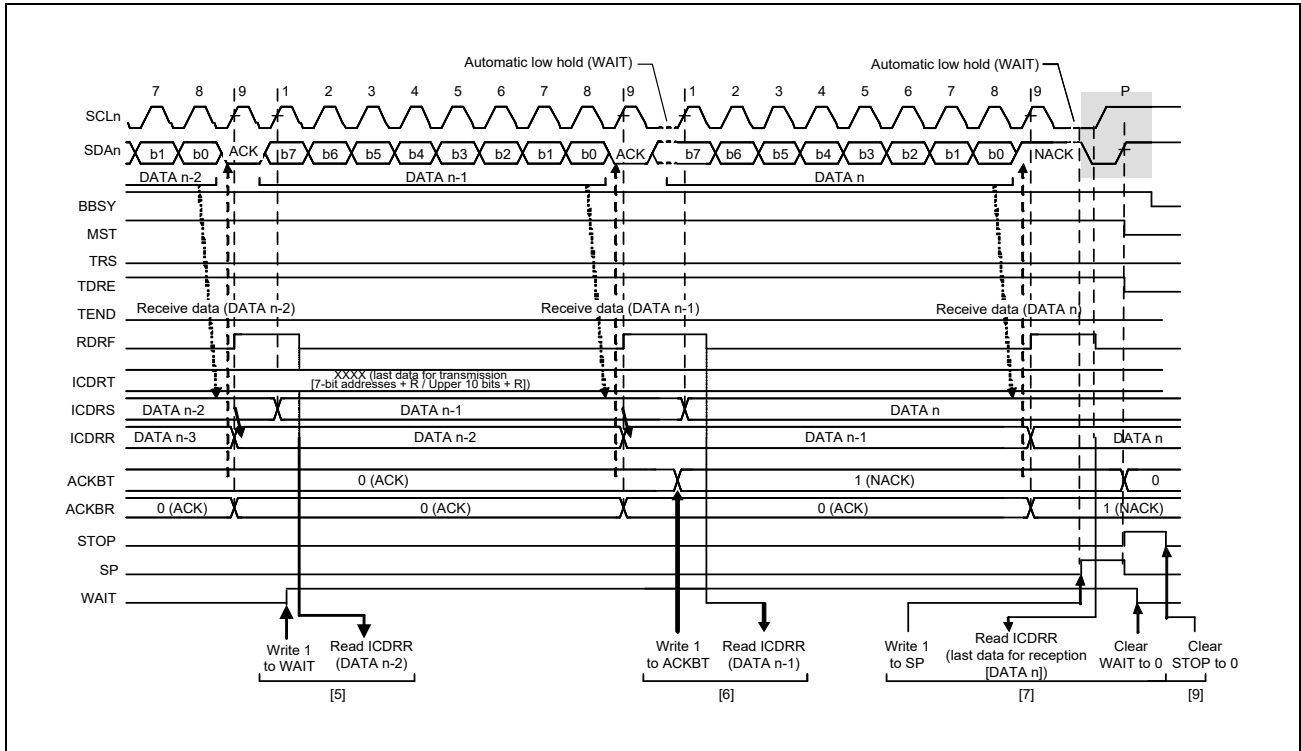 Automatic low hold (WAIT)
Automatic low hold (WAIT)
7 8 9 1 2 3 4 5 6 7 8 9 1 2 3 4 5 6 7 8 9 P
SCLn
SDAn b1 b0 ACK b7 b6 b5 b4 b3 b2 b1 b0 ACK b7 b6 b5 b4 b3 b2 b1 b0 NACK
DATA n-2 DATA n-1 DATA n
BBSY
MST
TRS
TDRE
Receive data (DATA n-2) Receive data (DATA n-1) Receive data (DATA n)
TEND
RDRF
XXXX (last data for transmission
ICDRT
[7-bit addresses + R / Upper 10 bits + R])
ICDRS DATA n-2 DATA n-1 DATA n
ICDRR DATA n-3 DATA n-2 DATA n-1 DATA n
ACKBT 0 (ACK) 1 (NACK) 0
ACKBR 0 (ACK) 0 (ACK) 0 (ACK) 1 (NACK)
STOP
SP
WAIT
Write 1
to WAIT
Read ICDRR
(DATA n-2)
Write 1
to ACKBT
Read ICDRR
(DATA n-1)
Write 1
to SP
Read ICDRR
(last data for reception
[DATA n])
Clear
WAIT to 0
Clear
STOP to 0
[5] [6] [7] [9]